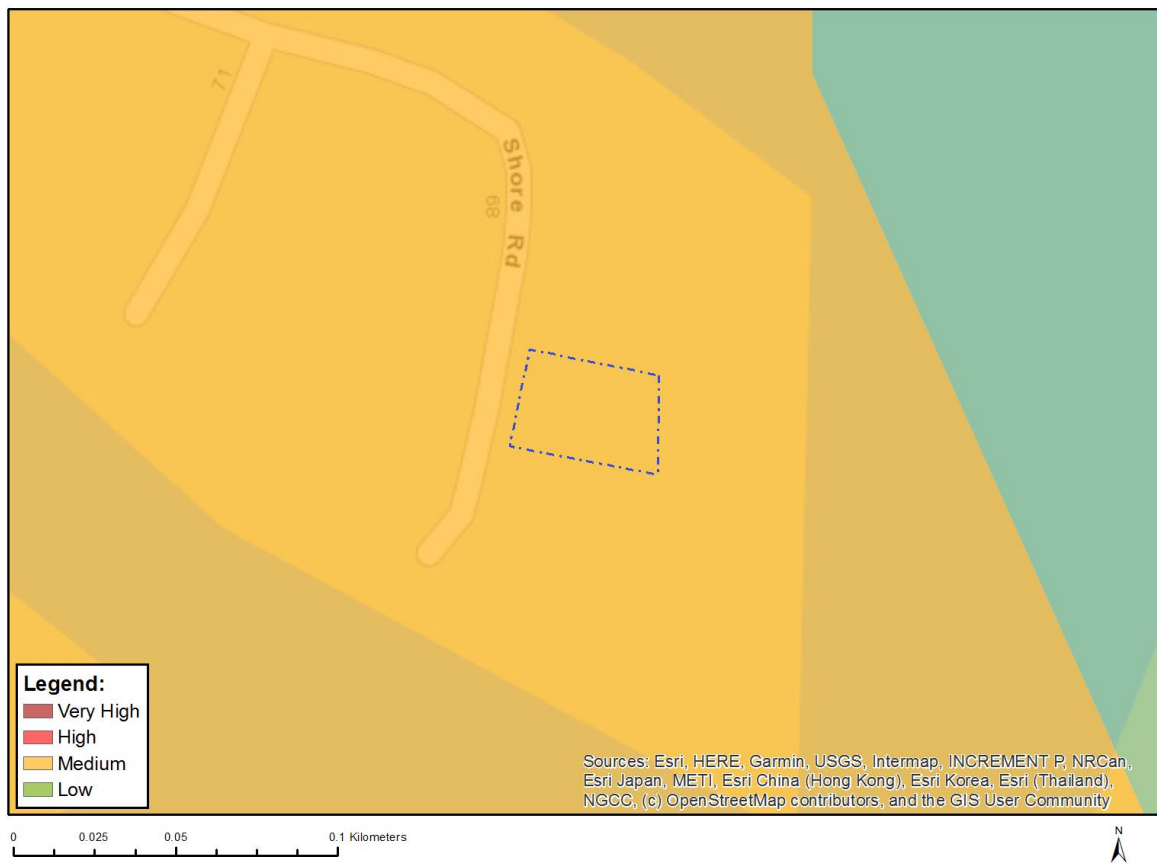 71
Shore Rd
68
Legend:
Very High
High
Medium
Low
Sources: Esri, HERE, Garmin, USGS, Intermap, INCREMENT P, NRCan,
Esri Japan, METI, Esri China (Hong Kong), Esri Korea, Esri (Thailand),
NGCC, (c) OpenStreetMap contributors, and the GIS User Community
0 0.025 0.05 0.1 Kilometers
N